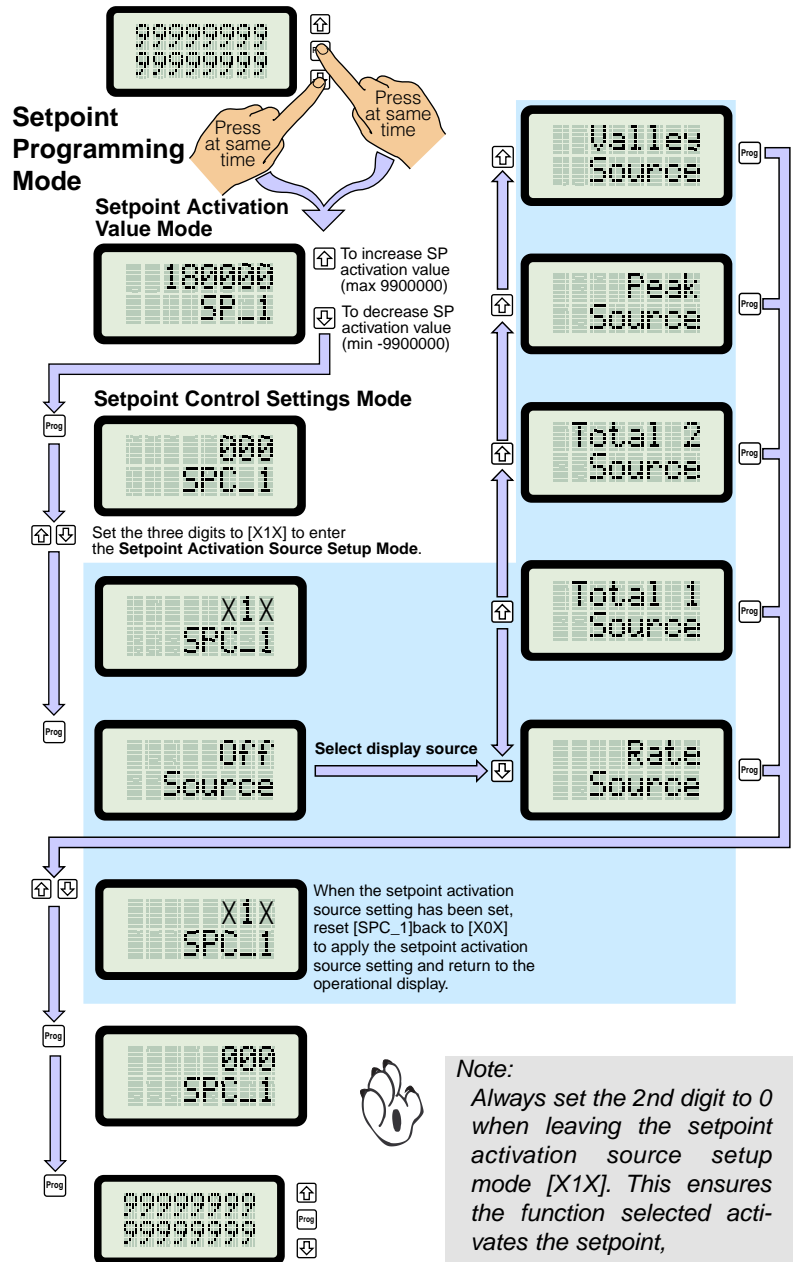 99999999
99999999
Prog
Press
at same
time
Press
at same
time
Setpoint
Programming
Mode
Setpoint Activation
Value Mode
180000
SP_1
To increase SP
activation value
(max 9900000)
To decrease SP
activation value
(min -9900000)
Prog
Setpoint Control Settings Mode
000
SPC_1
Set the three digits to [X1X] to enter
the Setpoint Activation Source Setup Mode.
X1X
SPC_1
Prog
Off
Source
Select display source
Valley
Source
Prog
Peak
Source
Prog
Total 2
Source
Prog
Total 1
Source
Prog
Rate
Source
Prog
X1X
SPC_1
When the setpoint activation
source setting has been set,
reset [SPC_1]back to [X0X]
to apply the setpoint activation
source setting and return to the
operational display.
Prog
000
SPC_1
Prog
99999999
99999999
Prog
Note:
Always set the 2nd digit to 0
when leaving the setpoint
activation source setup
mode [X1X]. This ensures
the function selected acti-
vates the setpoint,